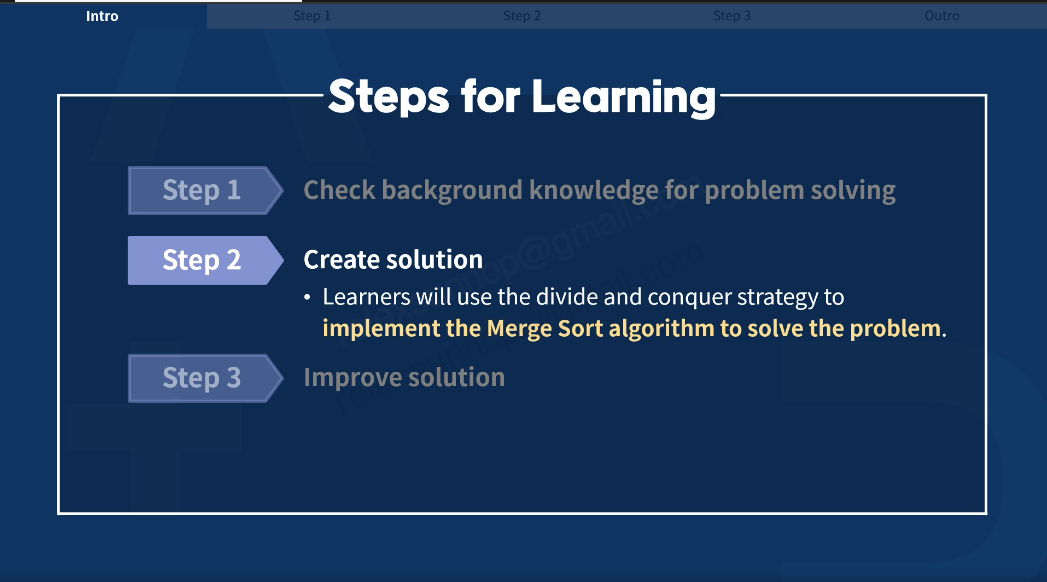 Intro
Step 1
Step 2
Step 3
Outro
Steps for Learning
Step 1
Check background knowledge for problem solving
Step 2
Create solution
• Learners will use the divide and conquer strategy to
implement the Merge Sort algorithm to solve the problem.
Step 3
Improve solution